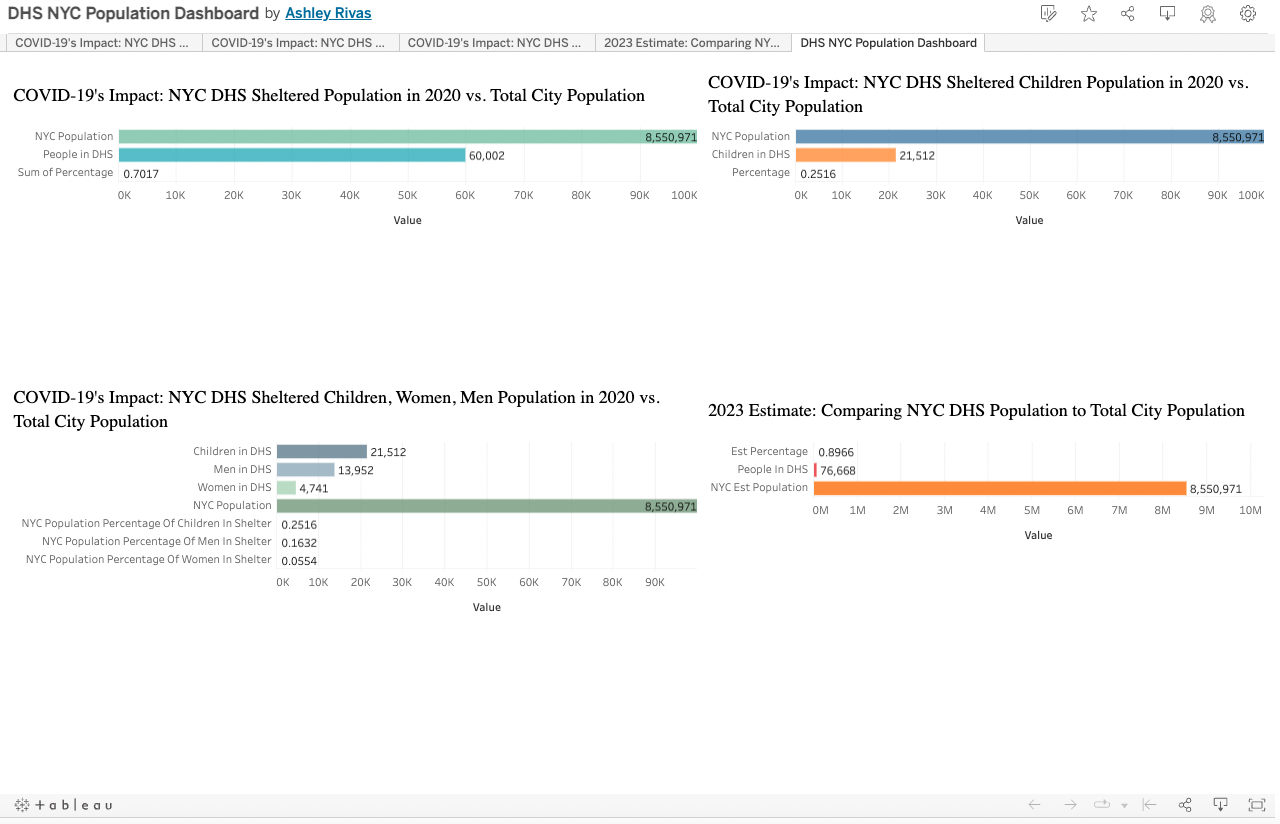 DHS NYC Population Dashboard by Ashley Rivas
COVID-19's Impact: NYC DHS ...
COVID-19's Impact: NYC DHS ...
COVID-19's Impact: NYC DHS ...
2023 Estimate: Comparing NY...
DHS NYC Population Dashboard
COVID-19's Impact: NYC DHS Sheltered Population in 2020 vs. Total City Population
NYC Population 8,550,971
People in DHS 60,002
Sum of Percentage 0.7017
0K 10K 20K 30K 40K 50K 60K 70K 80K 90K 100K
Value
COVID-19's Impact: NYC DHS Sheltered Children Population in 2020 vs.
Total City Population
NYC Population 8,550,971
Children in DHS 21,512
Percentage 0.2516
0K 10K 20K 30K 40K 50K 60K 70K 80K 90K 100K
Value
COVID-19's Impact: NYC DHS Sheltered Children, Women, Men Population in 2020 vs.
Total City Population
Children in DHS 21,512
Men in DHS 13,952
Women in DHS 4,741
NYC Population 8,550,971
NYC Population Percentage Of Children In Shelter 0.2516
NYC Population Percentage Of Men In Shelter 0.1632
NYC Population Percentage Of Women In Shelter 0.0554
0K 10K 20K 30K 40K 50K 60K 70K 80K 90K
Value
2023 Estimate: Comparing NYC DHS Population to Total City Population
Est Percentage 0.8966
People In DHS 76,668
NYC Est Population 8,550,971
0M 1M 2M 3M 4M 5M 6M 7M 8M 9M 10M
Value
+ableau